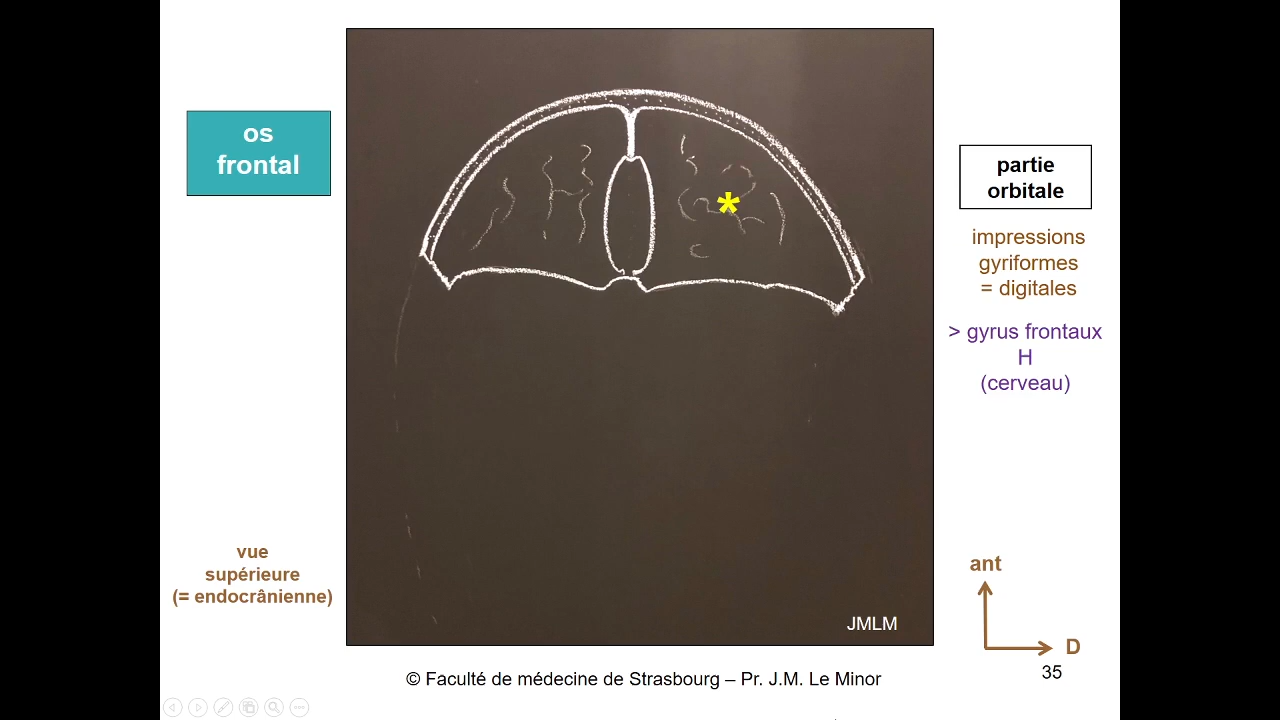 os
frontal
partie
orbitale
impressions
gyriformes
= digitales
> gyrus frontaux
H
(cerveau)
vue
supérieure
(= endocrânienne)
ant
D
JMLM
35
© Faculté de médecine de Strasbourg – Pr. J.M. Le Minor